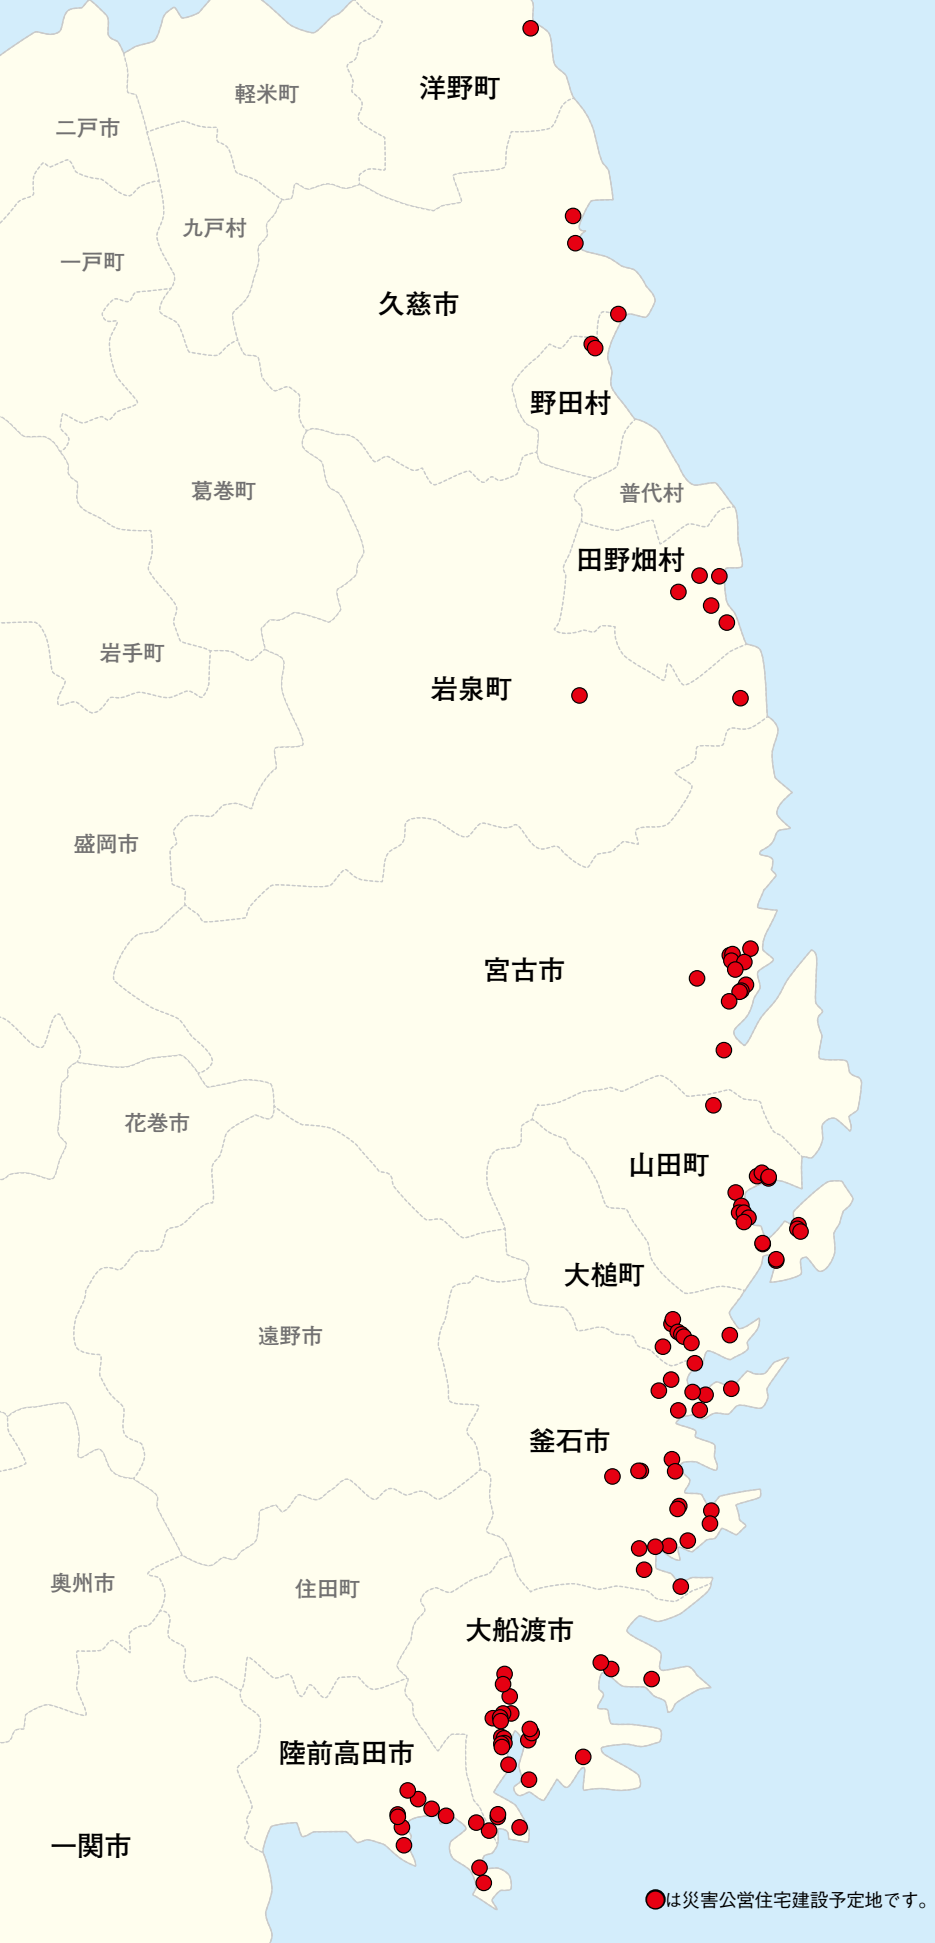 洋野町
軽米町
二戸市
九戸村
一戸町
久慈市
野田村
葛巻町
普代村
田野畑村
岩手町
岩泉町
盛岡市
宮古市
花巻市
山田町
大槌町
遠野市
釜石市
奥州市
住田町
大船渡市
陸前高田市
一関市
は災害公営住宅建設予定地です。